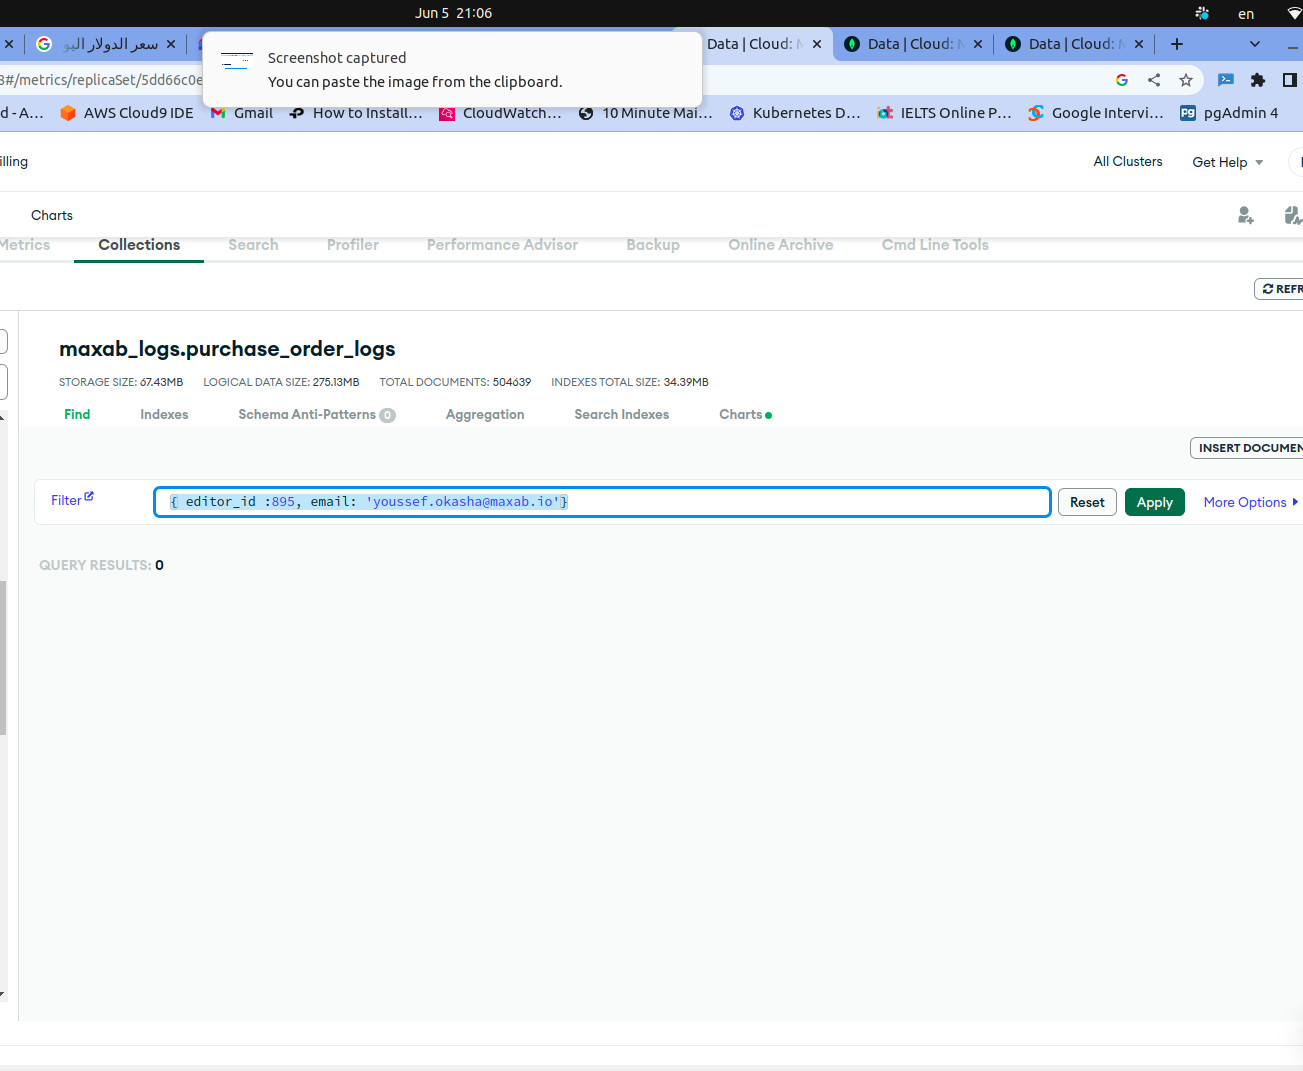 Jun 5 21:06
en
سعر الدولار اليو
Data | Cloud:
Data | Cloud:
Data | Cloud:
Screenshot captured
You can paste the image from the clipboard.
3#/metrics/replicaSet/5dd66c0e
d - A...
AWS Cloud9 IDE
Gmail
How to Install...
CloudWatch...
10 Minute Mai...
Kubernetes D...
IELTS Online P...
Google Intervi...
pgAdmin 4
illing
All Clusters
Get Help
Charts
Metrics
Collections
Search
Profiler
Performance Advisor
Backup
Online Archive
Cmd Line Tools
REFR
maxab_logs.purchase_order_logs
STORAGE SIZE: 67.43MB
LOGICAL DATA SIZE: 275.13MB
TOTAL DOCUMENTS: 504639
INDEXES TOTAL SIZE: 34.39MB
Find
Indexes
Schema Anti-Patterns 0
Aggregation
Search Indexes
Charts
INSERT DOCUMEN
Filter
{ editor_id :895, email: 'youssef.okasha@maxab.io'}
Reset
Apply
More Options
QUERY RESULTS: 0